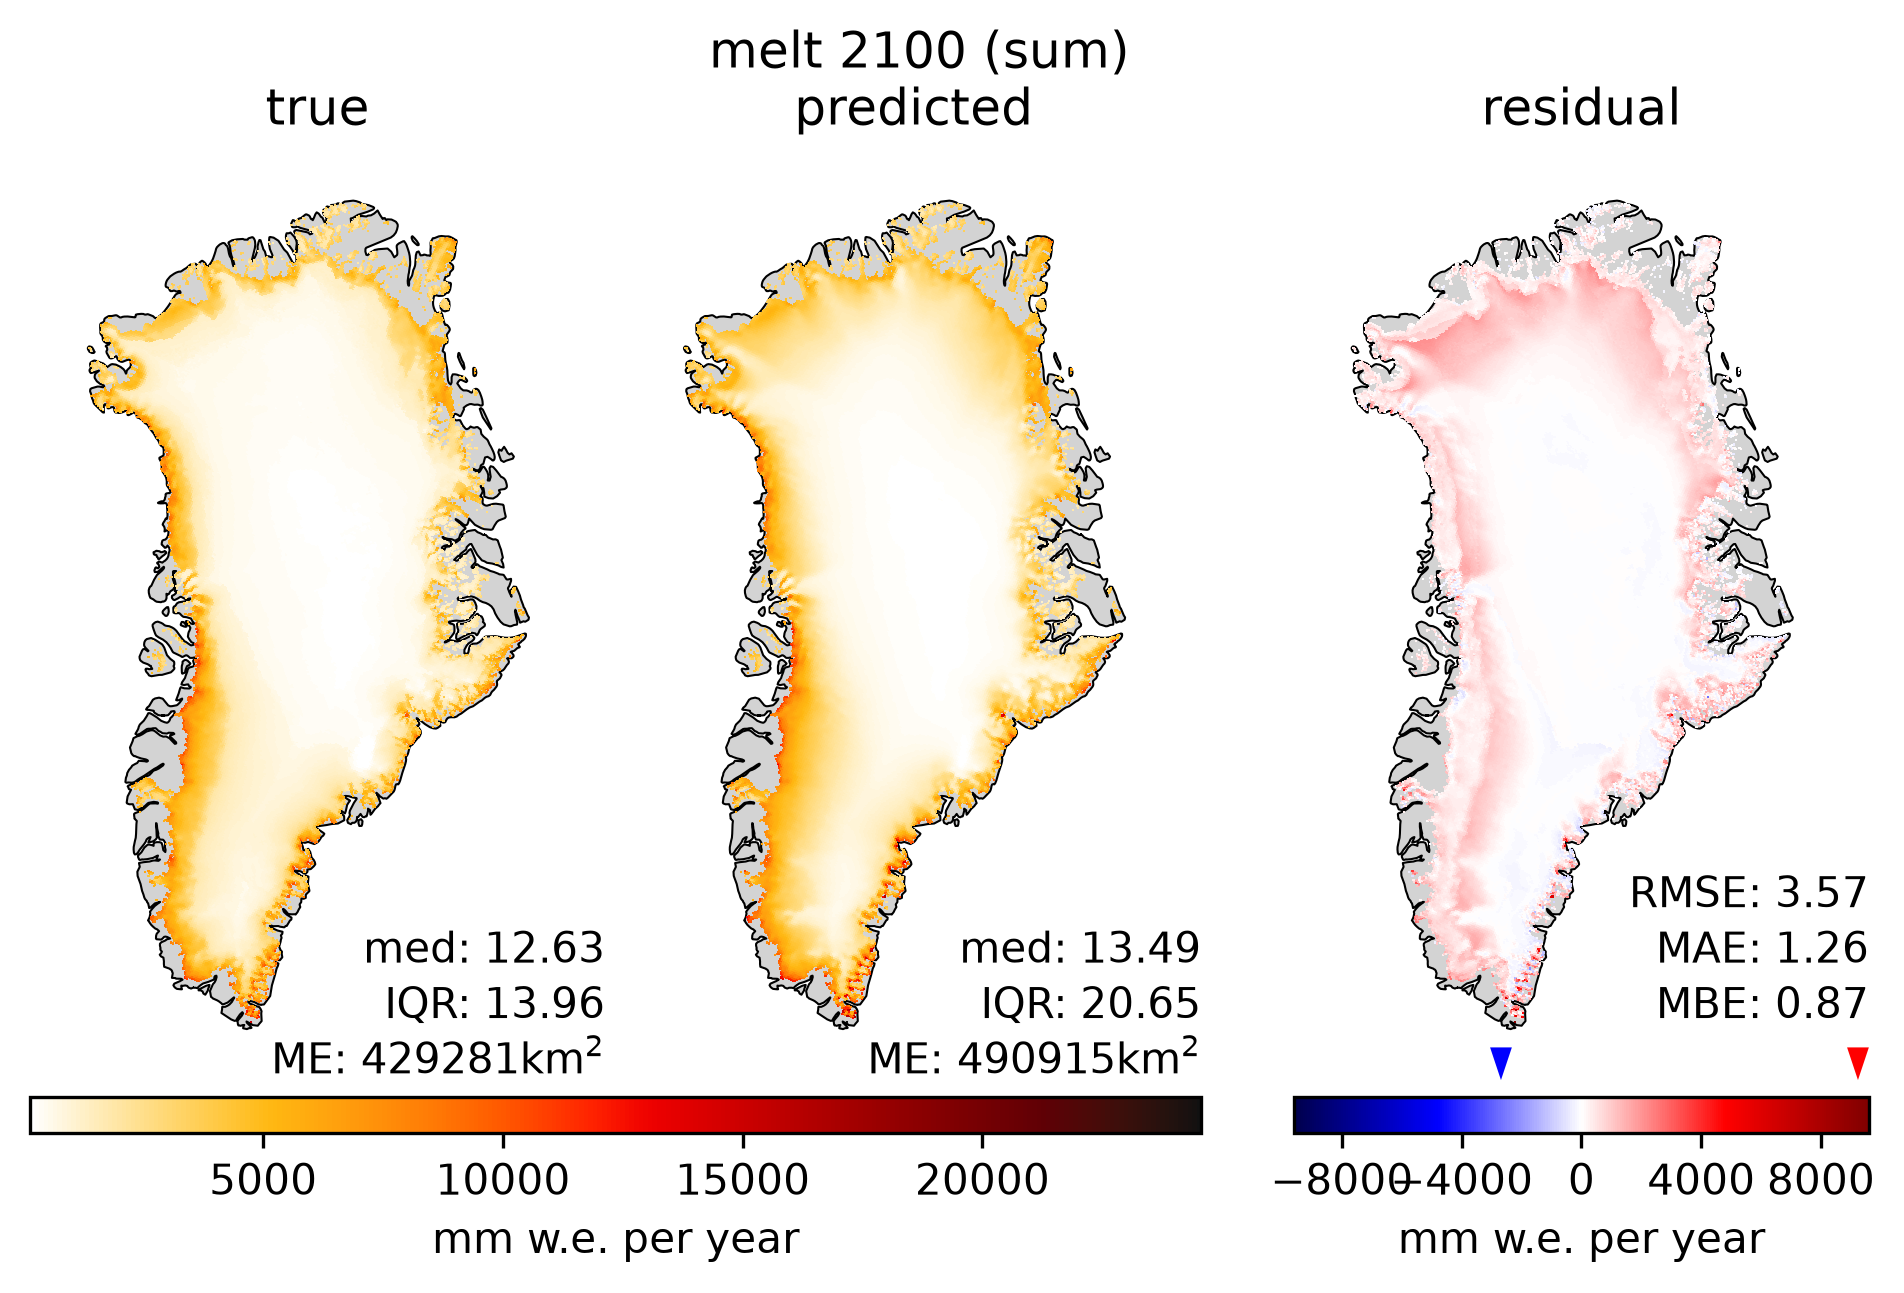 melt 2100 (sum)
true
predicted
residual
med: 12.63
IQR: 13.96
ME: 429281km²
med: 13.49
IQR: 20.65
ME: 490915km²
RMSE: 3.57
MAE: 1.26
MBE: 0.87
5000 10000 15000 20000
mm w.e. per year
−8000 −4000 0 4000 8000
mm w.e. per year